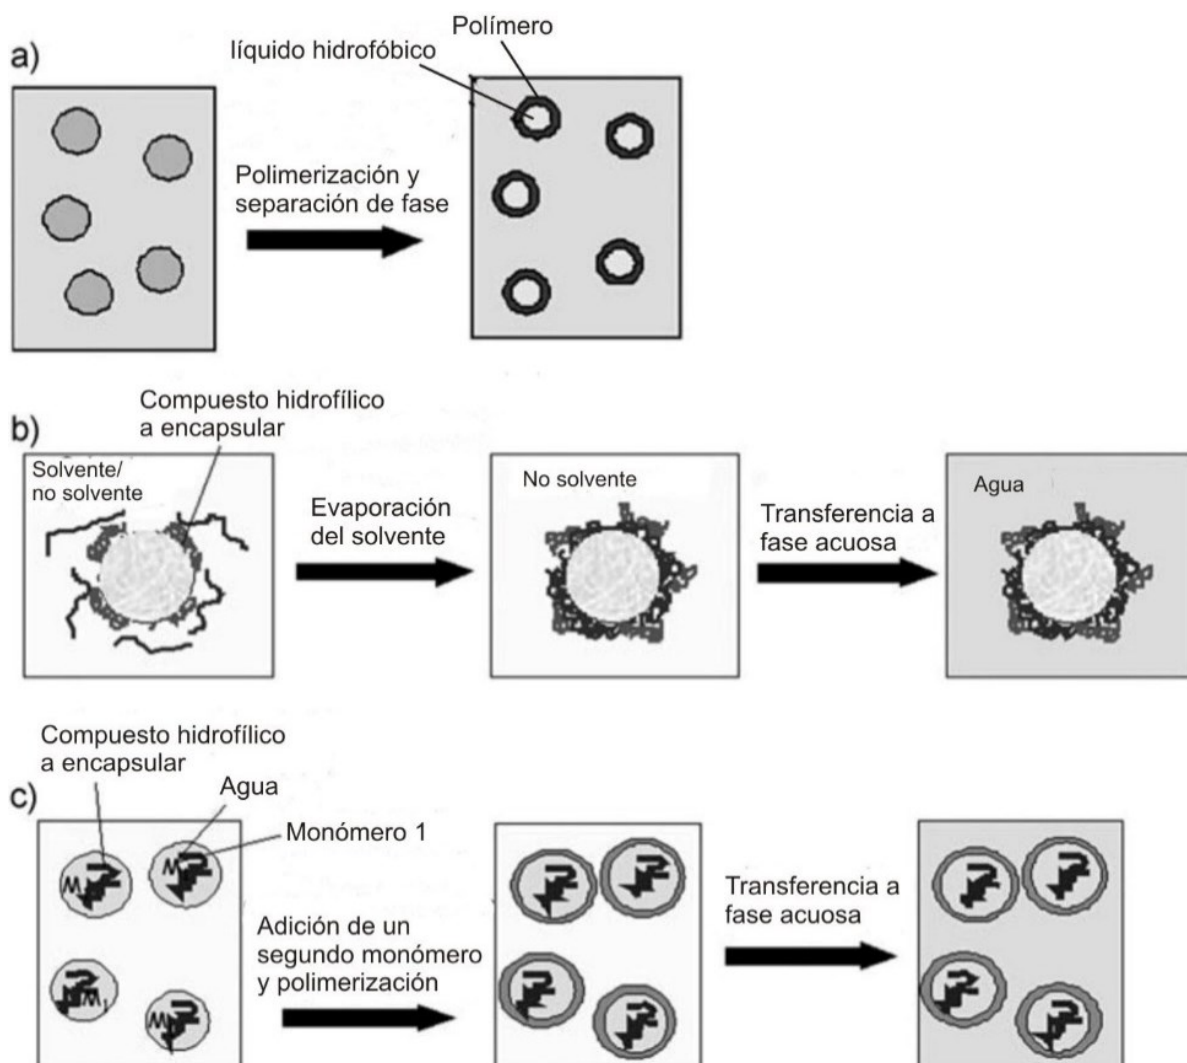 a)
Polímero
líquido hidrofóbico
Polimerización y
separación de fase
b)
Compuesto hidrofílico
a encapsular
Solvente/
no solvente
Evaporación
del solvente
No solvente
Transferencia a
fase acuosa
Agua
c)
Compuesto hidrofílico
a encapsular
Agua
Monómero 1
M
M
M
M
Adición de un
segundo monómero
y polimerización
Transferencia a
fase acuosa